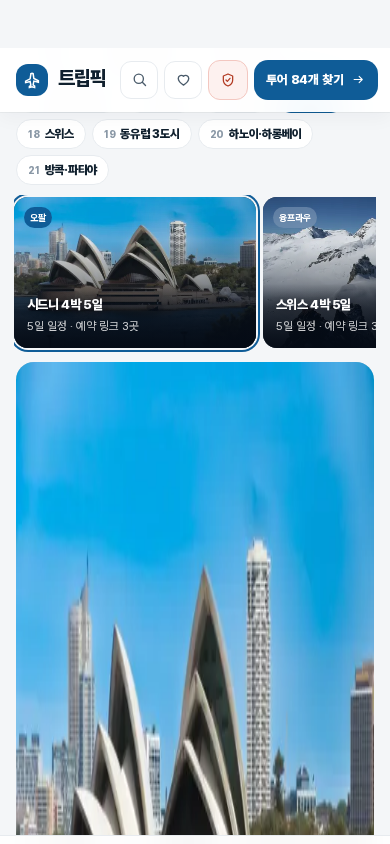 트립픽
투어 84개 찾기 →
18 스위스
19 동유럽 3도시
20 하노이·하롱베이
21 방콕·파타야
오팔
시드니 4박 5일
5일 일정 · 예약 링크 3곳
융프라우
스위스 4박 5일
5일 일정 · 예약 링크 3